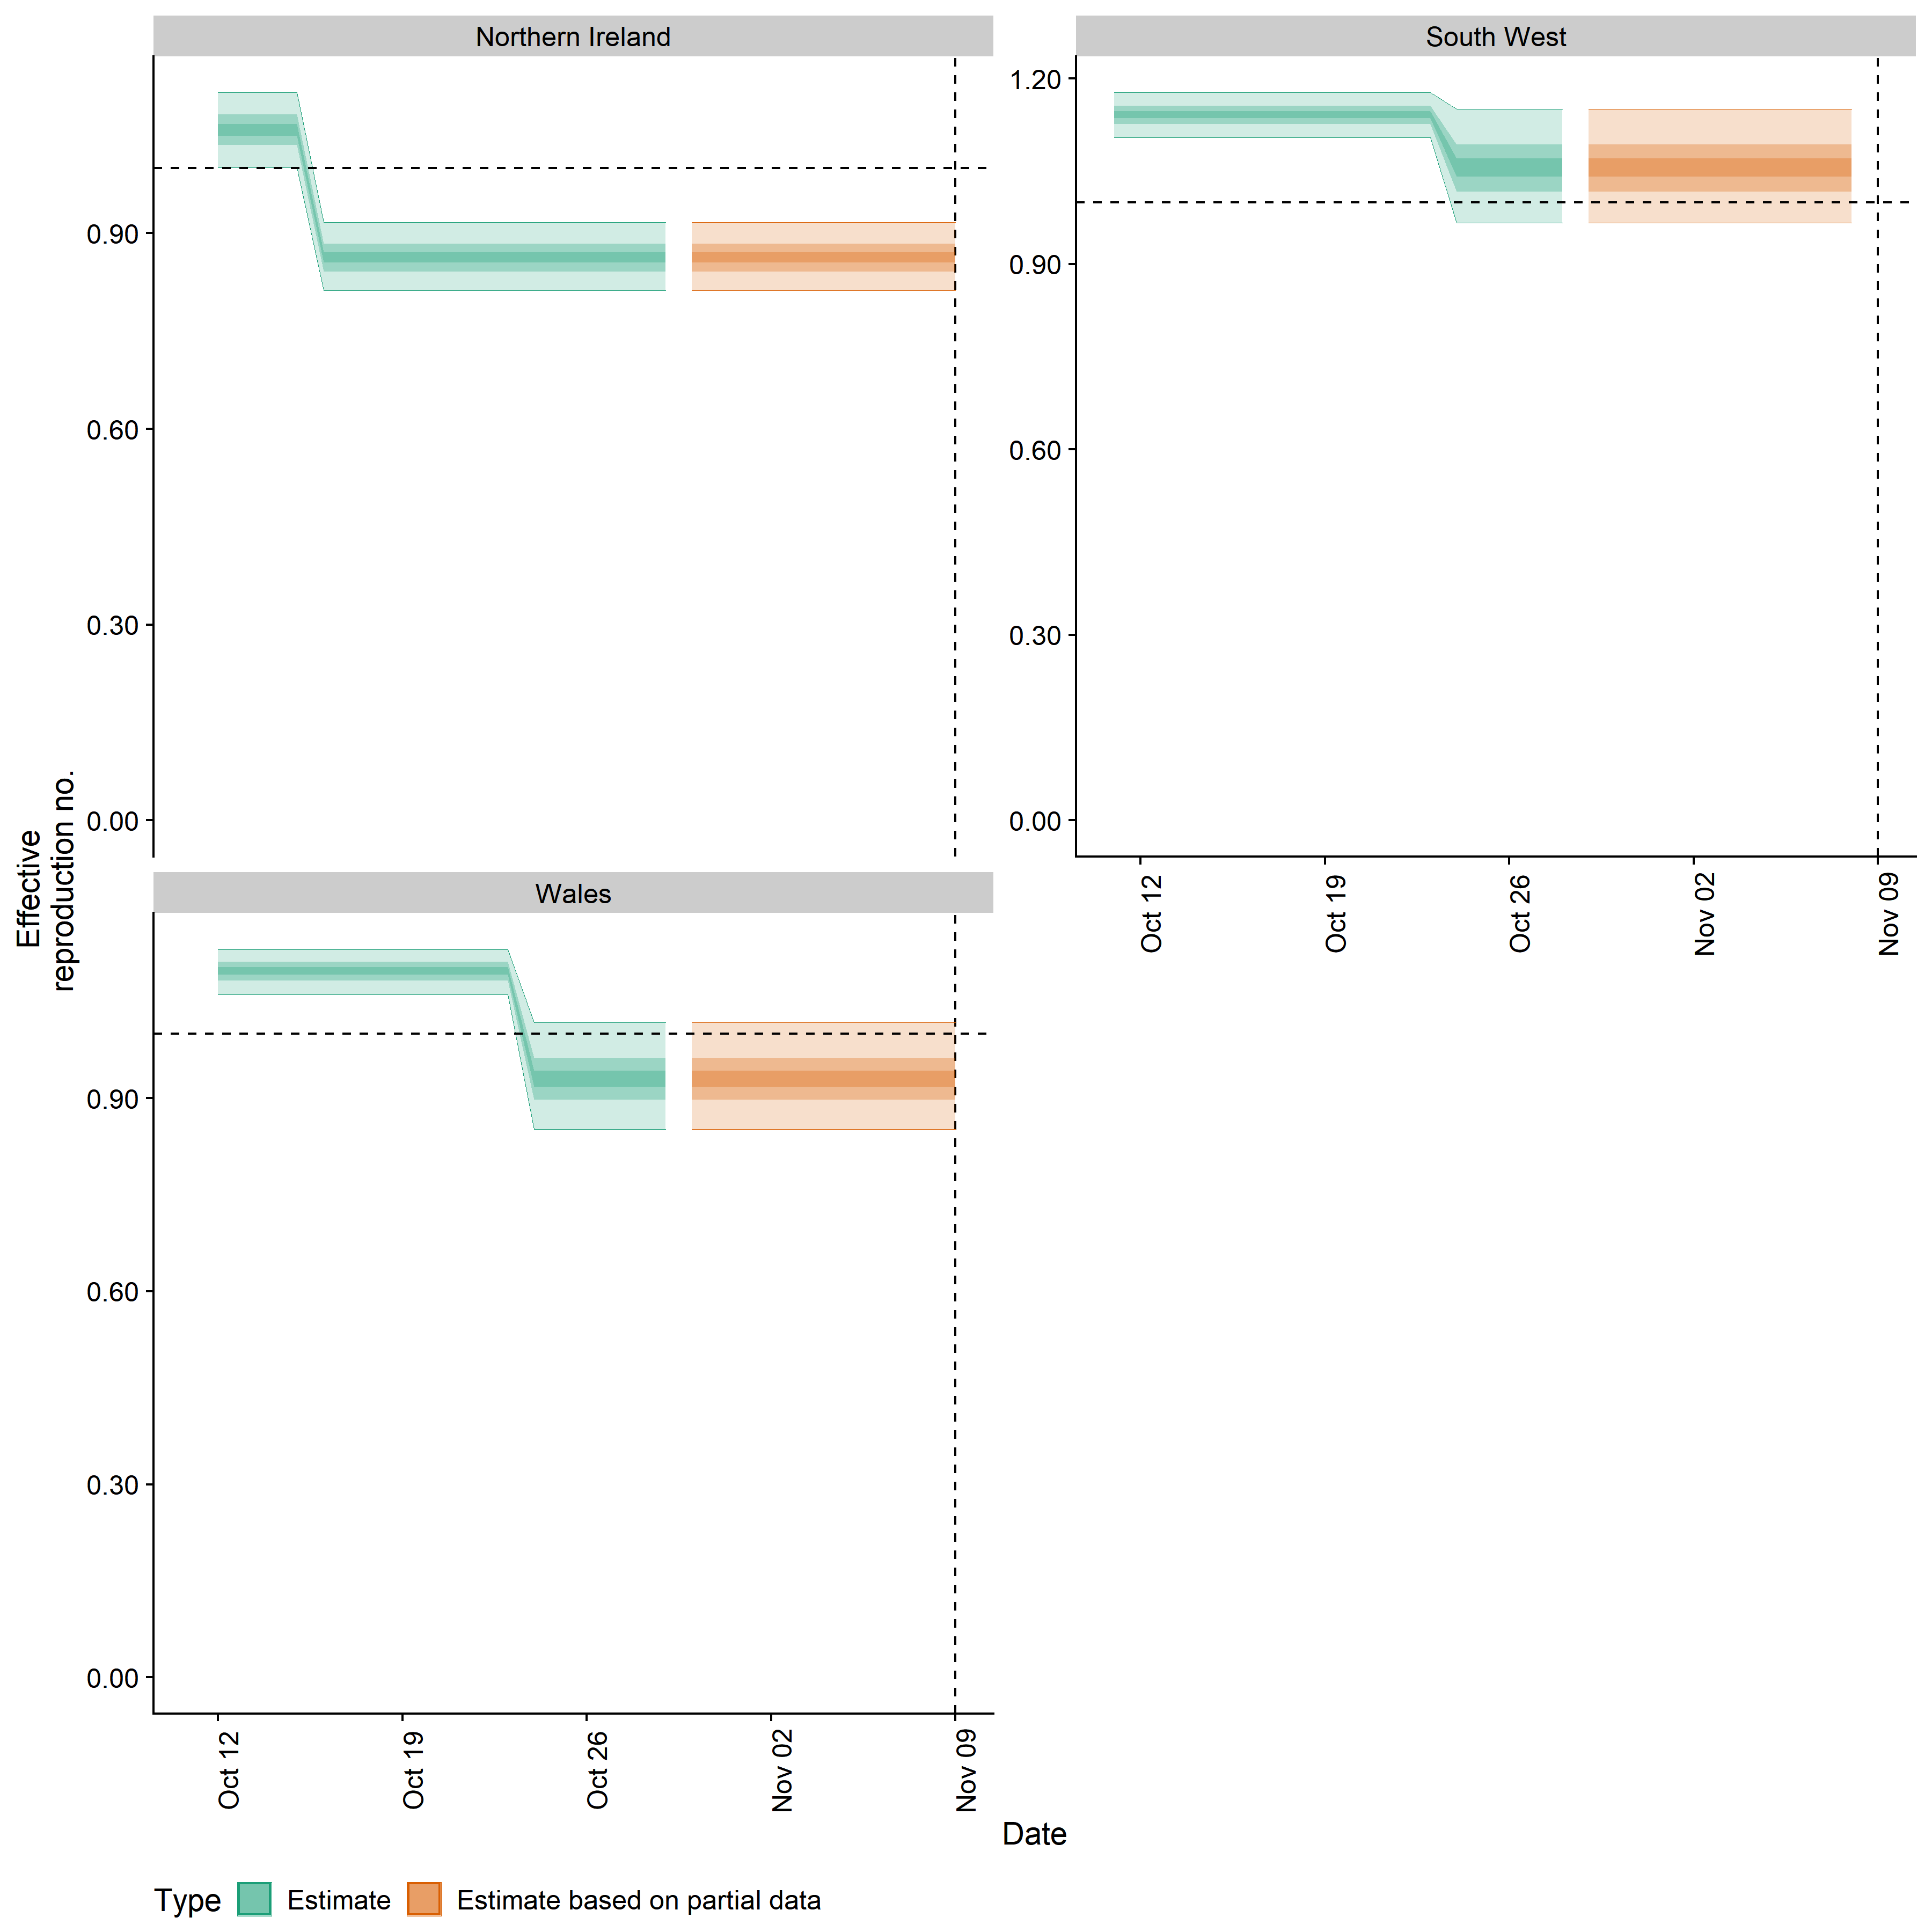 Northern Ireland
South West
0.90
0.60
0.30
0.00
1.20
0.90
0.60
0.30
0.00
Oct 12
Oct 19
Oct 26
Nov 02
Nov 09
Effective
reproduction no.
Wales
0.90
0.60
0.30
0.00
Oct 12
Oct 19
Oct 26
Nov 02
Nov 09
Date
Type Estimate Estimate based on partial data